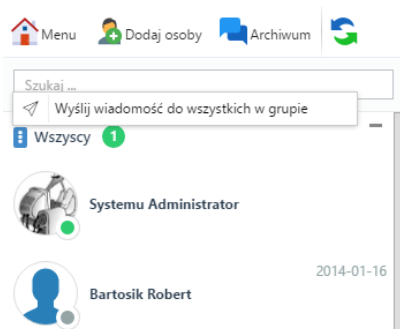 Menu Dodaj osoby Archiwum
Szukaj ...
Wyślij wiadomość do wszystkich w grupie
Wszyscy 1
Systemu Administrator
2014-01-16
Bartosik Robert